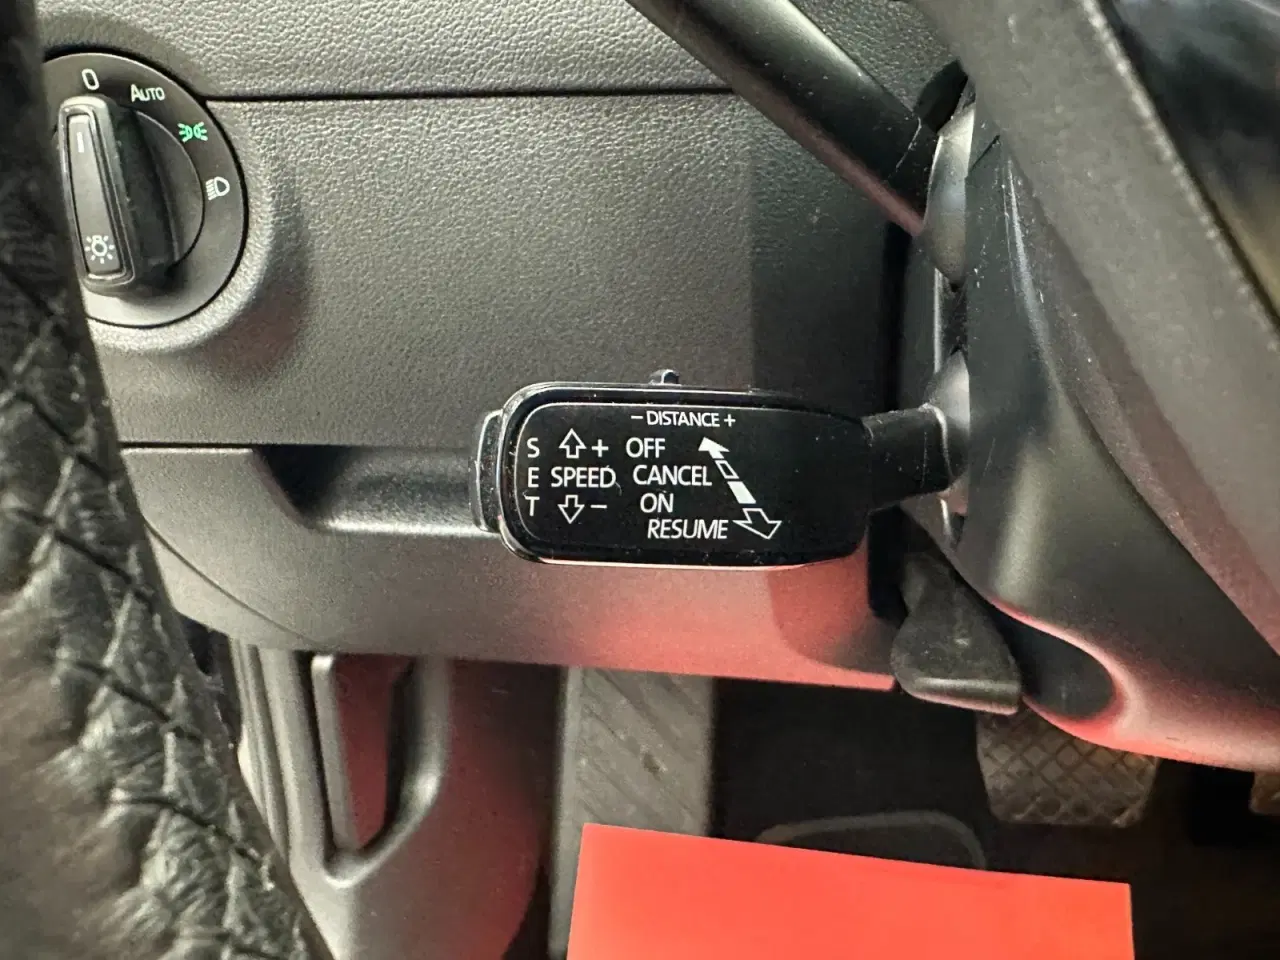 0
AUTO
- DISTANCE +
S + OFF
E SPEED CANCEL
T - ON
RESUME